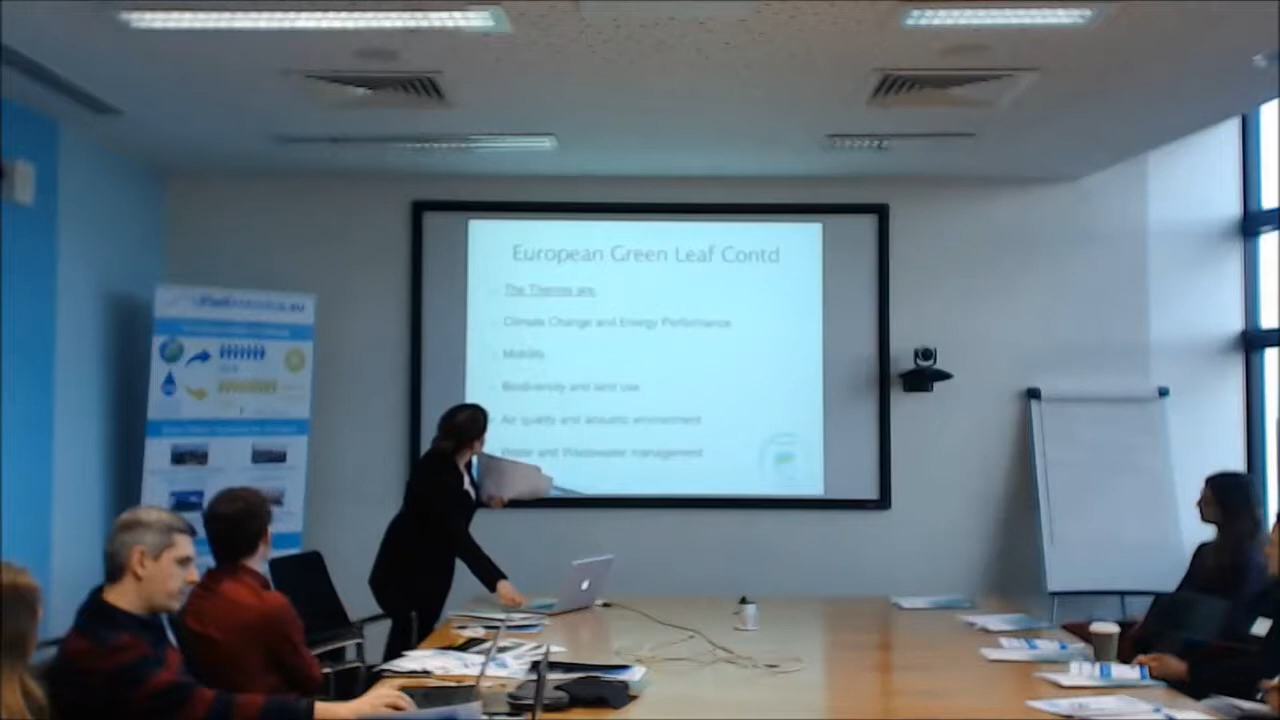 European Green Leaf Contd
The Themes are:
Climate Change and Energy Performance
Mobility
Biodiversity and land use
Air quality and acoustic environment
Waste and Wastewater management